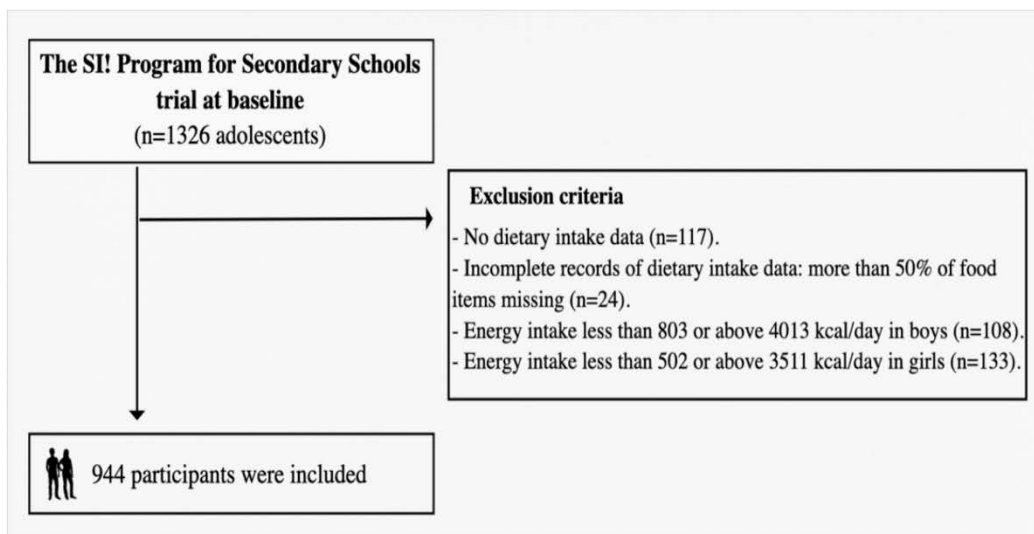 The SI! Program for Secondary Schools
trial at baseline
(n=1326 adolescents)
Exclusion criteria
- No dietary intake data (n=117).
- Incomplete records of dietary intake data: more than 50% of food
items missing (n=24).
- Energy intake less than 803 or above 4013 kcal/day in boys (n=108).
- Energy intake less than 502 or above 3511 kcal/day in girls (n=133).
944 participants were included